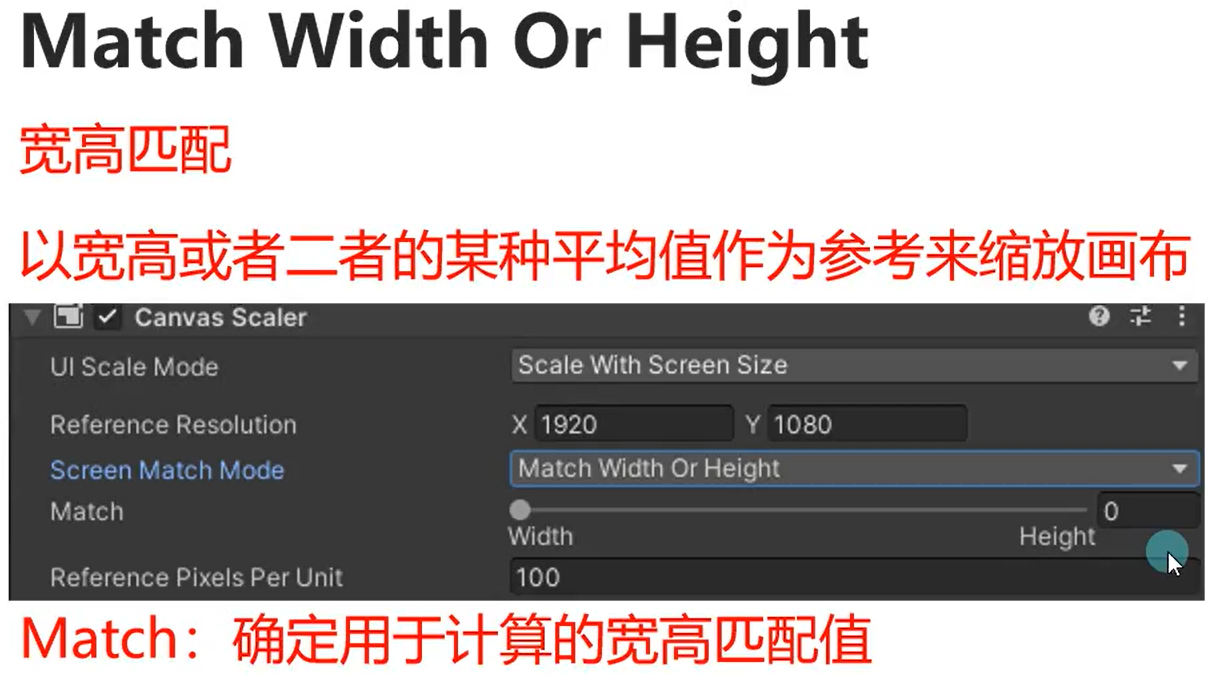 Match Width Or Height
宽高匹配
以宽高或者二者的某种平均值作为参考来缩放画布
Canvas Scaler
UI Scale Mode Scale With Screen Size
Reference Resolution X 1920 Y 1080
Screen Match Mode Match Width Or Height
Match 0
Width Height
Reference Pixels Per Unit 100
Match：确定用于计算的宽高匹配值